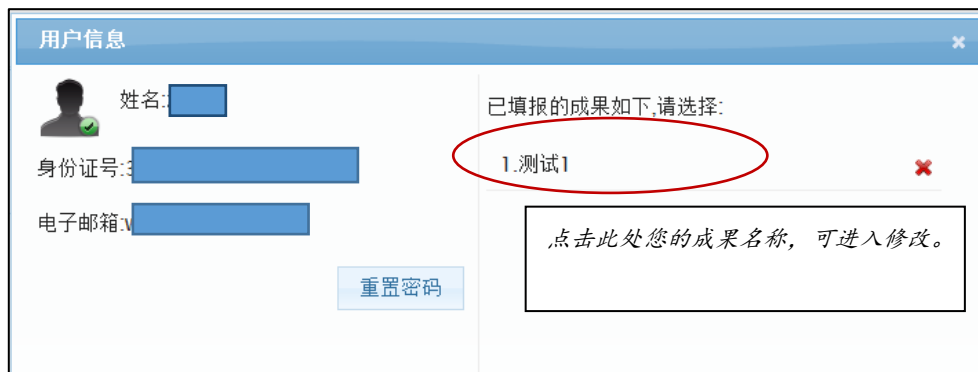 用户信息
姓名:
已填报的成果如下,请选择:
身份证号:3
1.测试1
电子邮箱:
点击此处您的成果名称，可进入修改。
重置密码